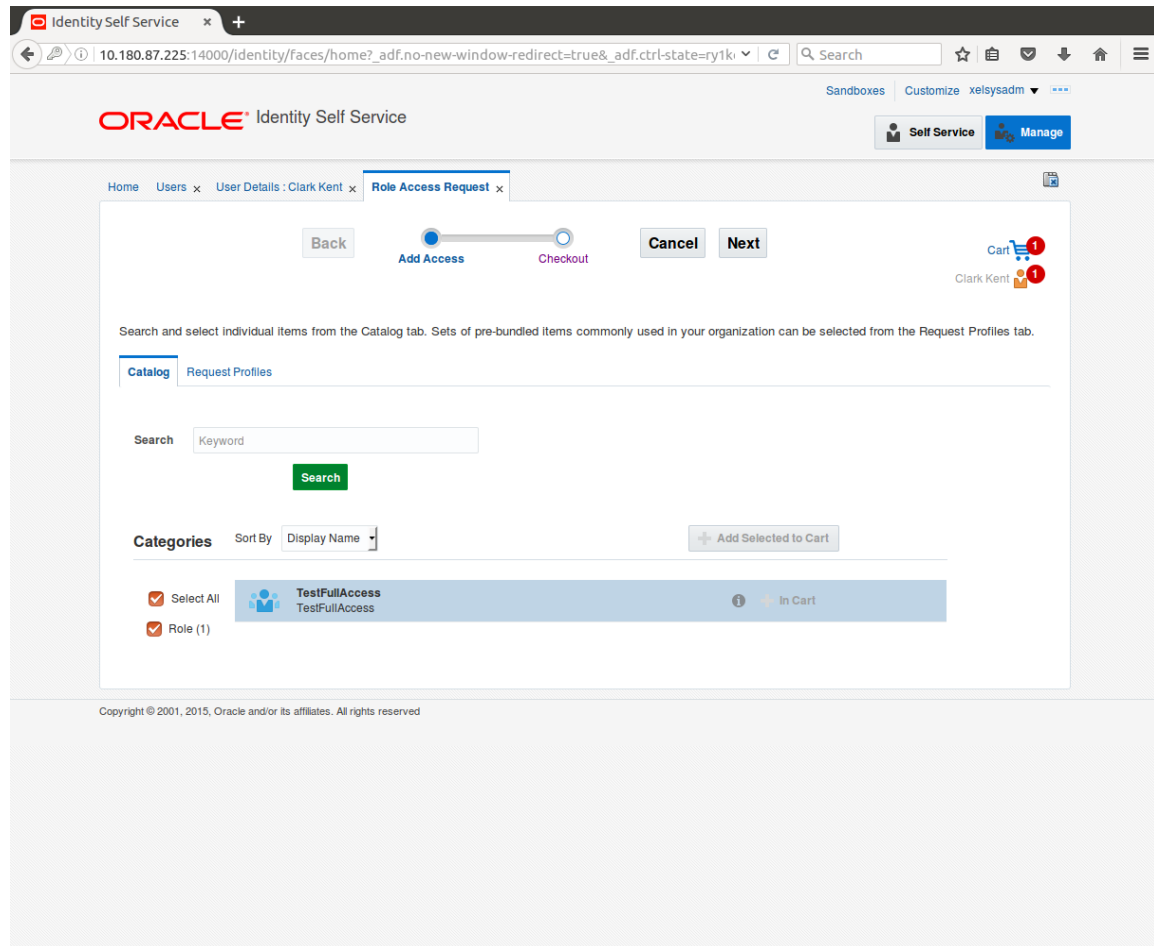 Identity Self Service
10.180.87.225:14000/identity/faces/home?_adf.no-new-window-redirect=true&_adf.ctrl-state=ry1k
Search
Sandboxes Customize xelsysadm
ORACLE Identity Self Service
Self Service Manage
Home Users x User Details : Clark Kent x Role Access Request x
Back Cancel Next
Add Access Checkout
Cart 1
Clark Kent 1
Search and select individual items from the Catalog tab. Sets of pre-bundled items commonly used in your organization can be selected from the Request Profiles tab.
Catalog Request Profiles
Search Keyword
Search
Categories Sort By Display Name Add Selected to Cart
Select All
TestFullAccess
TestFullAccess
In Cart
Role (1)
Copyright © 2001, 2015, Oracle and/or its affiliates. All rights reserved